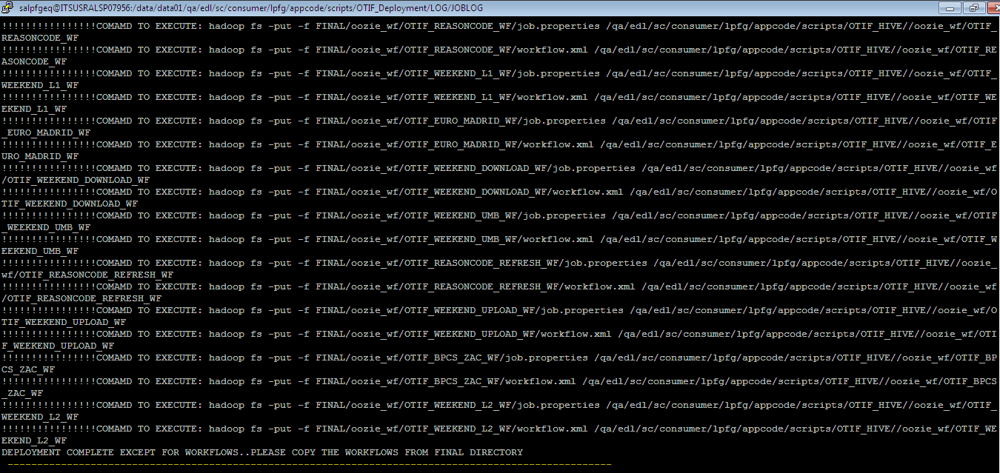 salpfgeq@ITSUSRALSP07956:/data/data01/qa/edl/sc/consumer/lpfg/appcode/scripts/OTIF_Deployment/LOG/JOBLOG
!!!!!!!!!!!!!!!!COMAMD TO EXECUTE: hadoop fs -put -f FINAL/oozie_wf/OTIF_REASONCODE_WF/job.properties /qa/edl/sc/consumer/lpfg/appcode/scripts/OTIF_HIVE//oozie_wf/OTIF_
REASONCODE_WF
!!!!!!!!!!!!!!!!COMAMD TO EXECUTE: hadoop fs -put -f FINAL/oozie_wf/OTIF_REASONCODE_WF/workflow.xml /qa/edl/sc/consumer/lpfg/appcode/scripts/OTIF_HIVE//oozie_wf/OTIF_RE
ASONCODE_WF
!!!!!!!!!!!!!!!!COMAMD TO EXECUTE: hadoop fs -put -f FINAL/oozie_wf/OTIF_WEEKEND_L1_WF/job.properties /qa/edl/sc/consumer/lpfg/appcode/scripts/OTIF_HIVE//oozie_wf/OTIF_
WEEKEND_L1_WF
!!!!!!!!!!!!!!!!COMAMD TO EXECUTE: hadoop fs -put -f FINAL/oozie_wf/OTIF_WEEKEND_L1_WF/workflow.xml /qa/edl/sc/consumer/lpfg/appcode/scripts/OTIF_HIVE//oozie_wf/OTIF_WE
EKEND_L1_WF
!!!!!!!!!!!!!!!!COMAMD TO EXECUTE: hadoop fs -put -f FINAL/oozie_wf/OTIF_EURO_MADRID_WF/job.properties /qa/edl/sc/consumer/lpfg/appcode/scripts/OTIF_HIVE//oozie_wf/OTIF
_EURO_MADRID_WF
!!!!!!!!!!!!!!!!COMAMD TO EXECUTE: hadoop fs -put -f FINAL/oozie_wf/OTIF_EURO_MADRID_WF/workflow.xml /qa/edl/sc/consumer/lpfg/appcode/scripts/OTIF_HIVE//oozie_wf/OTIF_E
URO_MADRID_WF
!!!!!!!!!!!!!!!!COMAMD TO EXECUTE: hadoop fs -put -f FINAL/oozie_wf/OTIF_WEEKEND_DOWNLOAD_WF/job.properties /qa/edl/sc/consumer/lpfg/appcode/scripts/OTIF_HIVE//oozie_wf
/OTIF_WEEKEND_DOWNLOAD_WF
!!!!!!!!!!!!!!!!COMAMD TO EXECUTE: hadoop fs -put -f FINAL/oozie_wf/OTIF_WEEKEND_DOWNLOAD_WF/workflow.xml /qa/edl/sc/consumer/lpfg/appcode/scripts/OTIF_HIVE//oozie_wf/O
TIF_WEEKEND_DOWNLOAD_WF
!!!!!!!!!!!!!!!!COMAMD TO EXECUTE: hadoop fs -put -f FINAL/oozie_wf/OTIF_WEEKEND_UMB_WF/job.properties /qa/edl/sc/consumer/lpfg/appcode/scripts/OTIF_HIVE//oozie_wf/OTIF
_WEEKEND_UMB_WF
!!!!!!!!!!!!!!!!COMAMD TO EXECUTE: hadoop fs -put -f FINAL/oozie_wf/OTIF_WEEKEND_UMB_WF/workflow.xml /qa/edl/sc/consumer/lpfg/appcode/scripts/OTIF_HIVE//oozie_wf/OTIF_W
EEKEND_UMB_WF
!!!!!!!!!!!!!!!!COMAMD TO EXECUTE: hadoop fs -put -f FINAL/oozie_wf/OTIF_REASONCODE_REFRESH_WF/job.properties /qa/edl/sc/consumer/lpfg/appcode/scripts/OTIF_HIVE//oozie_
wf/OTIF_REASONCODE_REFRESH_WF
!!!!!!!!!!!!!!!!COMAMD TO EXECUTE: hadoop fs -put -f FINAL/oozie_wf/OTIF_REASONCODE_REFRESH_WF/workflow.xml /qa/edl/sc/consumer/lpfg/appcode/scripts/OTIF_HIVE//oozie_wf
/OTIF_REASONCODE_REFRESH_WF
!!!!!!!!!!!!!!!!COMAMD TO EXECUTE: hadoop fs -put -f FINAL/oozie_wf/OTIF_WEEKEND_UPLOAD_WF/job.properties /qa/edl/sc/consumer/lpfg/appcode/scripts/OTIF_HIVE//oozie_wf/O
TIF_WEEKEND_UPLOAD_WF
!!!!!!!!!!!!!!!!COMAMD TO EXECUTE: hadoop fs -put -f FINAL/oozie_wf/OTIF_WEEKEND_UPLOAD_WF/workflow.xml /qa/edl/sc/consumer/lpfg/appcode/scripts/OTIF_HIVE//oozie_wf/OTI
F_WEEKEND_UPLOAD_WF
!!!!!!!!!!!!!!!!COMAMD TO EXECUTE: hadoop fs -put -f FINAL/oozie_wf/OTIF_BPCS_ZAC_WF/job.properties /qa/edl/sc/consumer/lpfg/appcode/scripts/OTIF_HIVE//oozie_wf/OTIF_BP
CS_ZAC_WF
!!!!!!!!!!!!!!!!COMAMD TO EXECUTE: hadoop fs -put -f FINAL/oozie_wf/OTIF_BPCS_ZAC_WF/workflow.xml /qa/edl/sc/consumer/lpfg/appcode/scripts/OTIF_HIVE//oozie_wf/OTIF_BPCS
_ZAC_WF
!!!!!!!!!!!!!!!!COMAMD TO EXECUTE: hadoop fs -put -f FINAL/oozie_wf/OTIF_WEEKEND_L2_WF/job.properties /qa/edl/sc/consumer/lpfg/appcode/scripts/OTIF_HIVE//oozie_wf/OTIF_
WEEKEND_L2_WF
!!!!!!!!!!!!!!!!COMAMD TO EXECUTE: hadoop fs -put -f FINAL/oozie_wf/OTIF_WEEKEND_L2_WF/workflow.xml /qa/edl/sc/consumer/lpfg/appcode/scripts/OTIF_HIVE//oozie_wf/OTIF_WE
EKEND_L2_WF
DEPLOYMENT COMPLETE EXCEPT FOR WORKFLOWS..PLEASE COPY THE WORKFLOWS FROM FINAL DIRECTORY
------------------------------------------------------------------------------------------------------